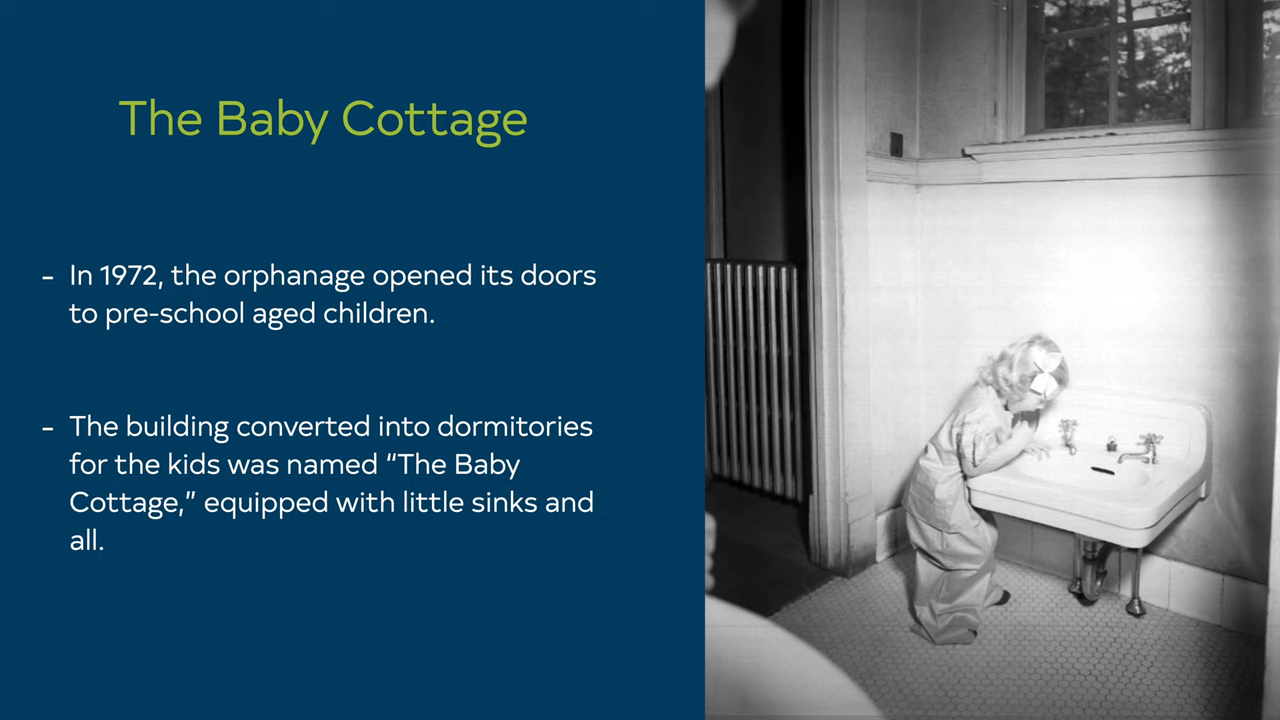 The Baby Cottage
- In 1972, the orphanage opened its doors
to pre-school aged children.
- The building converted into dormitories
for the kids was named “The Baby
Cottage,” equipped with little sinks and
all.